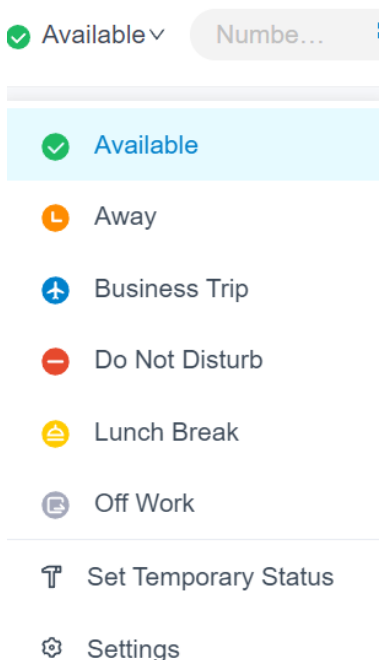 Available
Numbe...
Available
Away
Business Trip
Do Not Disturb
Lunch Break
Off Work
Set Temporary Status
Settings